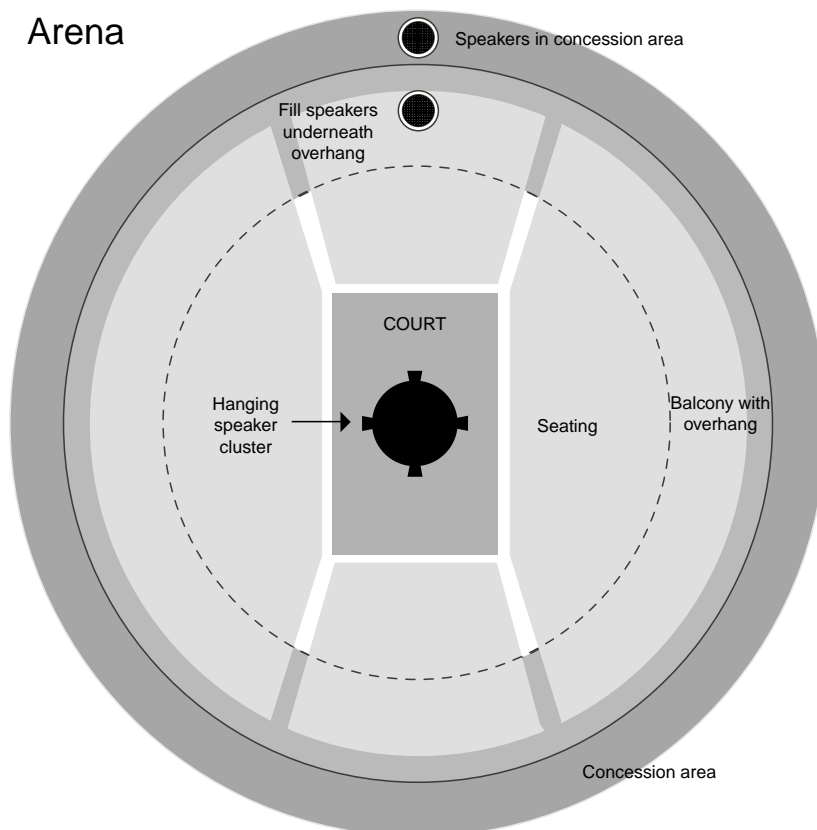 Arena
Speakers in concession area
Fill speakers
underneath
overhang
COURT
Hanging
speaker
cluster
Seating
Balcony with
overhang
Concession area